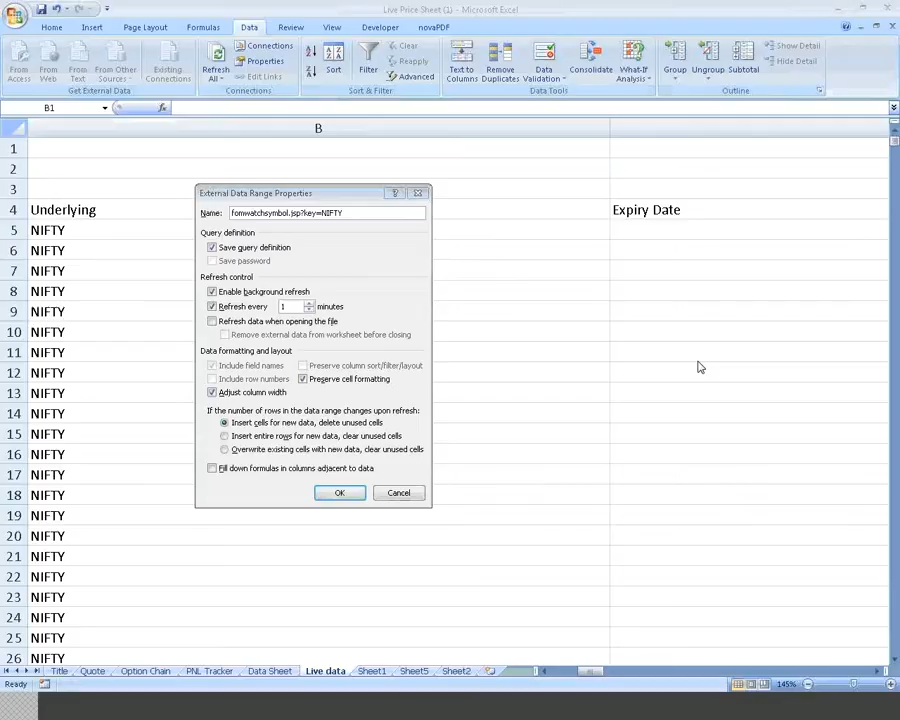 Live Price Sheet (1) - Microsoft Excel
Home Insert Page Layout Formulas Data Review View Developer novaPDF
From Access
From Web
From Text
From Other Sources
Existing Connections
Get External Data
Refresh All
Connections
Properties
Edit Links
Connections
Sort
Filter
Clear
Reapply
Advanced
Sort & Filter
Text to Columns
Remove Duplicates
Data Validation
Consolidate
What-If Analysis
Data Tools
Group
Ungroup
Subtotal
Show Detail
Hide Detail
Outline
B1 fx
B
1
2
3
4 Underlying Expiry Date
5 NIFTY
6 NIFTY
7 NIFTY
8 NIFTY
9 NIFTY
10 NIFTY
11 NIFTY
12 NIFTY
13 NIFTY
14 NIFTY
15 NIFTY
16 NIFTY
17 NIFTY
18 NIFTY
19 NIFTY
20 NIFTY
21 NIFTY
22 NIFTY
23 NIFTY
24 NIFTY
25 NIFTY
26 NIFTY
External Data Range Properties
Name: fomwatchsymbol.jsp?key=NIFTY
Query definition
Save query definition
Save password
Refresh control
Enable background refresh
Refresh every 1 minutes
Refresh data when opening the file
Remove external data from worksheet before closing
Data formatting and layout
Include field names Preserve column sort/filter/layout
Include row numbers Preserve cell formatting
Adjust column width
If the number of rows in the data range changes upon refresh:
Insert cells for new data, delete unused cells
Insert entire rows for new data, clear unused cells
Overwrite existing cells with new data, clear unused cells
Fill down formulas in columns adjacent to data
OK Cancel
Title Quote Option Chain PNL Tracker Data Sheet Live data Sheet1 Sheet5 Sheet2
Ready 145%